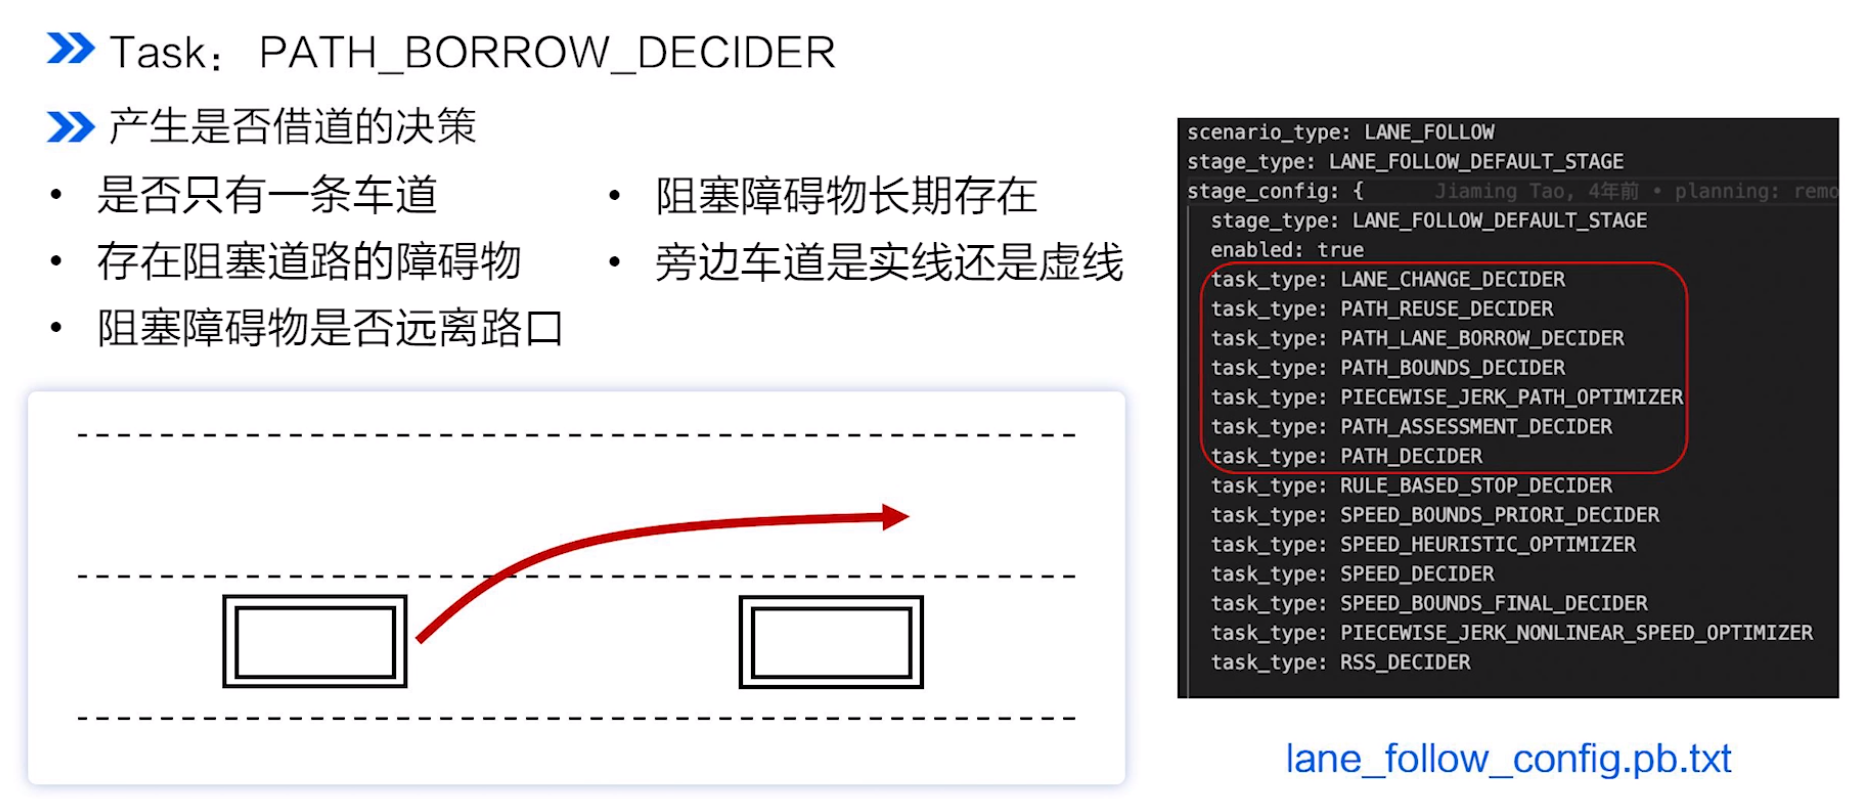 Task： PATH_BORROW_DECIDER
产生是否借道的决策
• 是否只有一条车道
• 存在阻塞道路的障碍物
• 阻塞障碍物是否远离路口
• 阻塞障碍物长期存在
• 旁边车道是实线还是虚线
scenario_type: LANE_FOLLOW
stage_type: LANE_FOLLOW_DEFAULT_STAGE
stage_config: { Jiaming Tao, 4年前 • planning: remo
stage_type: LANE_FOLLOW_DEFAULT_STAGE
enabled: true
task_type: LANE_CHANGE_DECIDER
task_type: PATH_REUSE_DECIDER
task_type: PATH_LANE_BORROW_DECIDER
task_type: PATH_BOUNDS_DECIDER
task_type: PIECEWISE_JERK_PATH_OPTIMIZER
task_type: PATH_ASSESSMENT_DECIDER
task_type: PATH_DECIDER
task_type: RULE_BASED_STOP_DECIDER
task_type: SPEED_BOUNDS_PRIORI_DECIDER
task_type: SPEED_HEURISTIC_OPTIMIZER
task_type: SPEED_DECIDER
task_type: SPEED_BOUNDS_FINAL_DECIDER
task_type: PIECEWISE_JERK_NONLINEAR_SPEED_OPTIMIZER
task_type: RSS_DECIDER
lane_follow_config.pb.txt